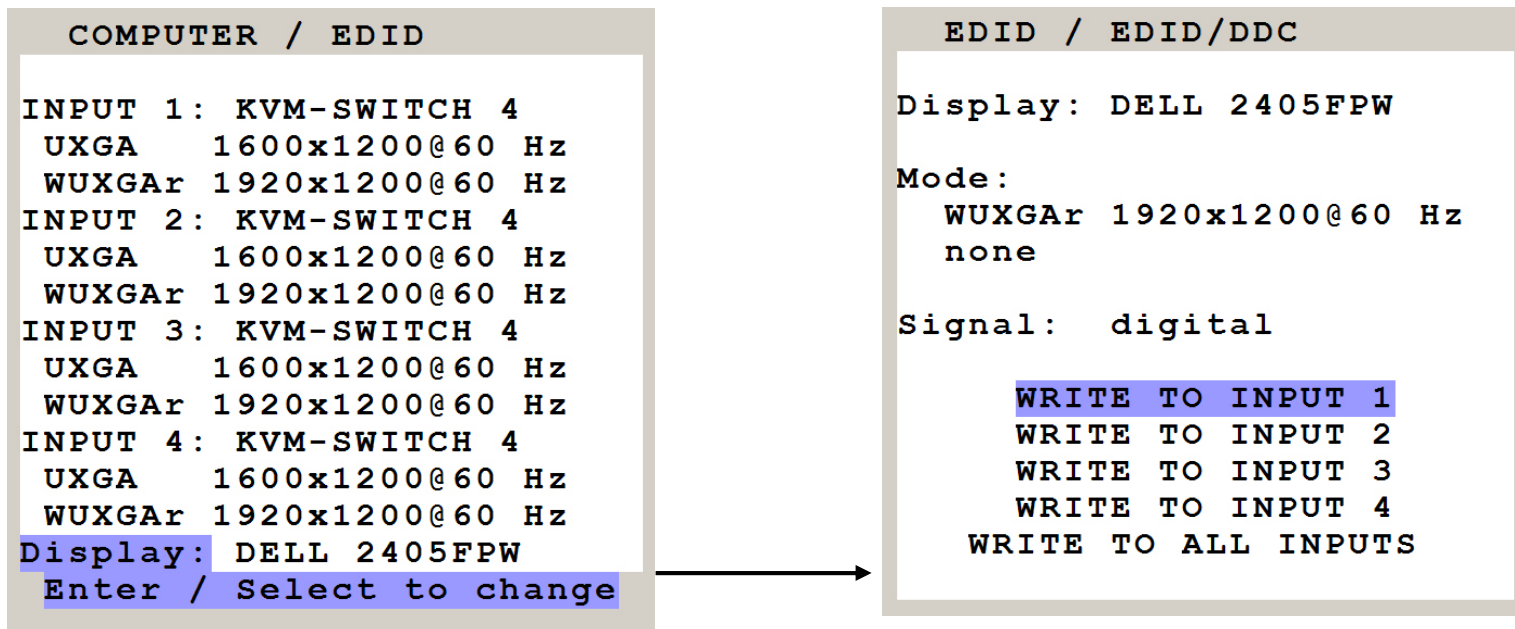 COMPUTER / EDID
INPUT 1: KVM-SWITCH 4
UXGA 1600x1200@60 Hz
WUXGAr 1920x1200@60 Hz
INPUT 2: KVM-SWITCH 4
UXGA 1600x1200@60 Hz
WUXGAr 1920x1200@60 Hz
INPUT 3: KVM-SWITCH 4
UXGA 1600x1200@60 Hz
WUXGAr 1920x1200@60 Hz
INPUT 4: KVM-SWITCH 4
UXGA 1600x1200@60 Hz
WUXGAr 1920x1200@60 Hz
Display: DELL 2405FPW
Enter / Select to change
EDID / EDID/DDC
Display: DELL 2405FPW
Mode:
WUXGAr 1920x1200@60 Hz
none
Signal: digital
WRITE TO INPUT 1
WRITE TO INPUT 2
WRITE TO INPUT 3
WRITE TO INPUT 4
WRITE TO ALL INPUTS